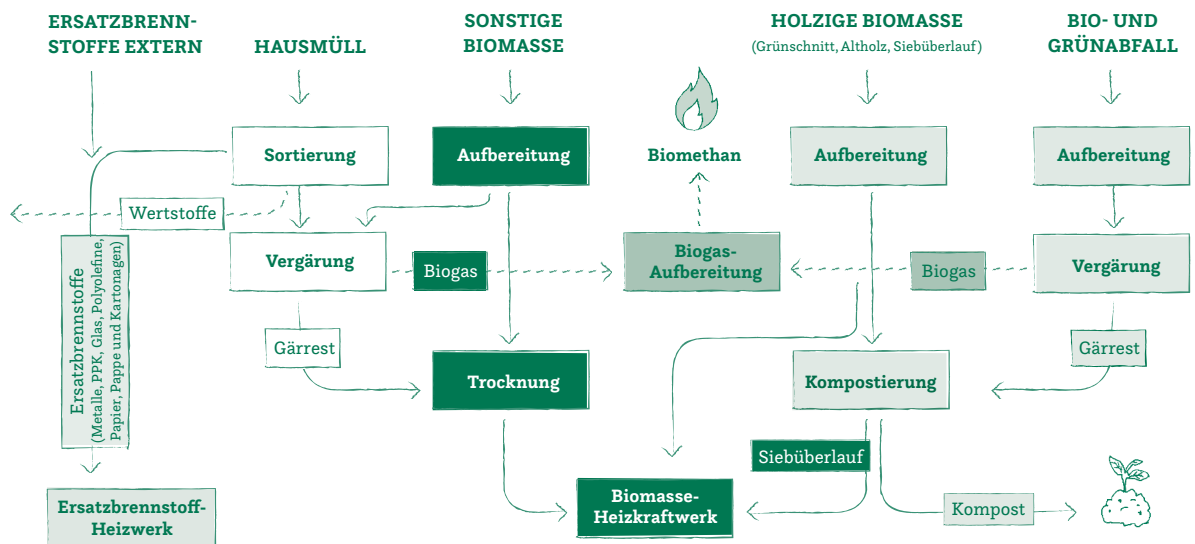 ERSATZBRENN-
STOFFE EXTERN
HAUSMÜLL
SONSTIGE
BIOMASSE
HOLZIGE BIOMASSE
(Grünschnitt, Altholz, Siebüberlauf)
BIO- UND
GRÜNABFALL
Sortierung
Aufbereitung
Biomethan
Aufbereitung
Aufbereitung
Wertstoffe
Vergärung
Biogas
Biogas-
Aufbereitung
Biogas
Vergärung
Ersatzbrennstoffe
(Metalle, PPK, Glas, Polyolefine,
Papier, Pappe und Kartonagen)
Gärrest
Gärrest
Trocknung
Kompostierung
Siebüberlauf
Ersatzbrennstoff-
Heizwerk
Biomasse-
Heizkraftwerk
Kompost